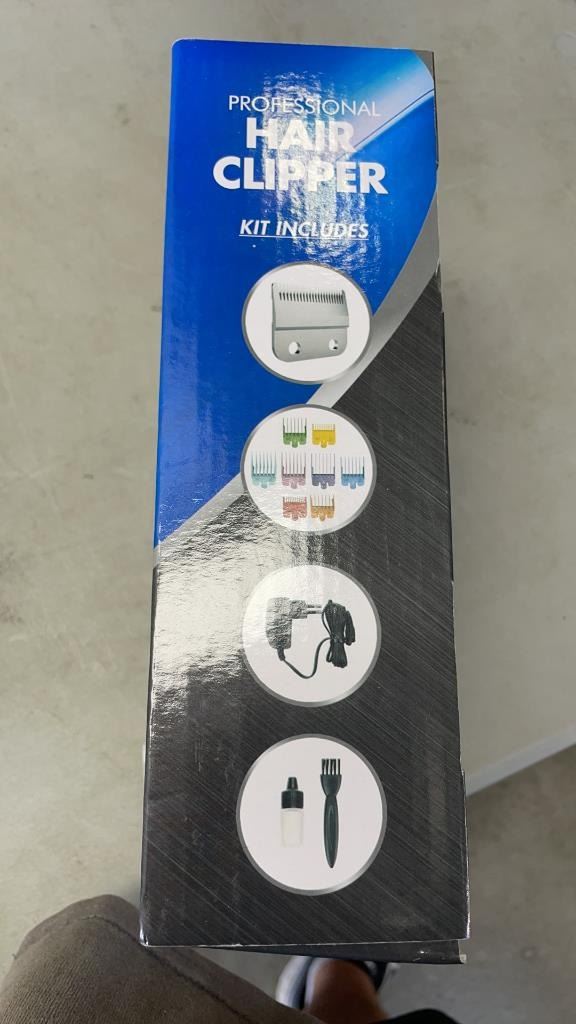 PROFESSIONAL
HAIR
CLIPPER
KIT INCLUDES